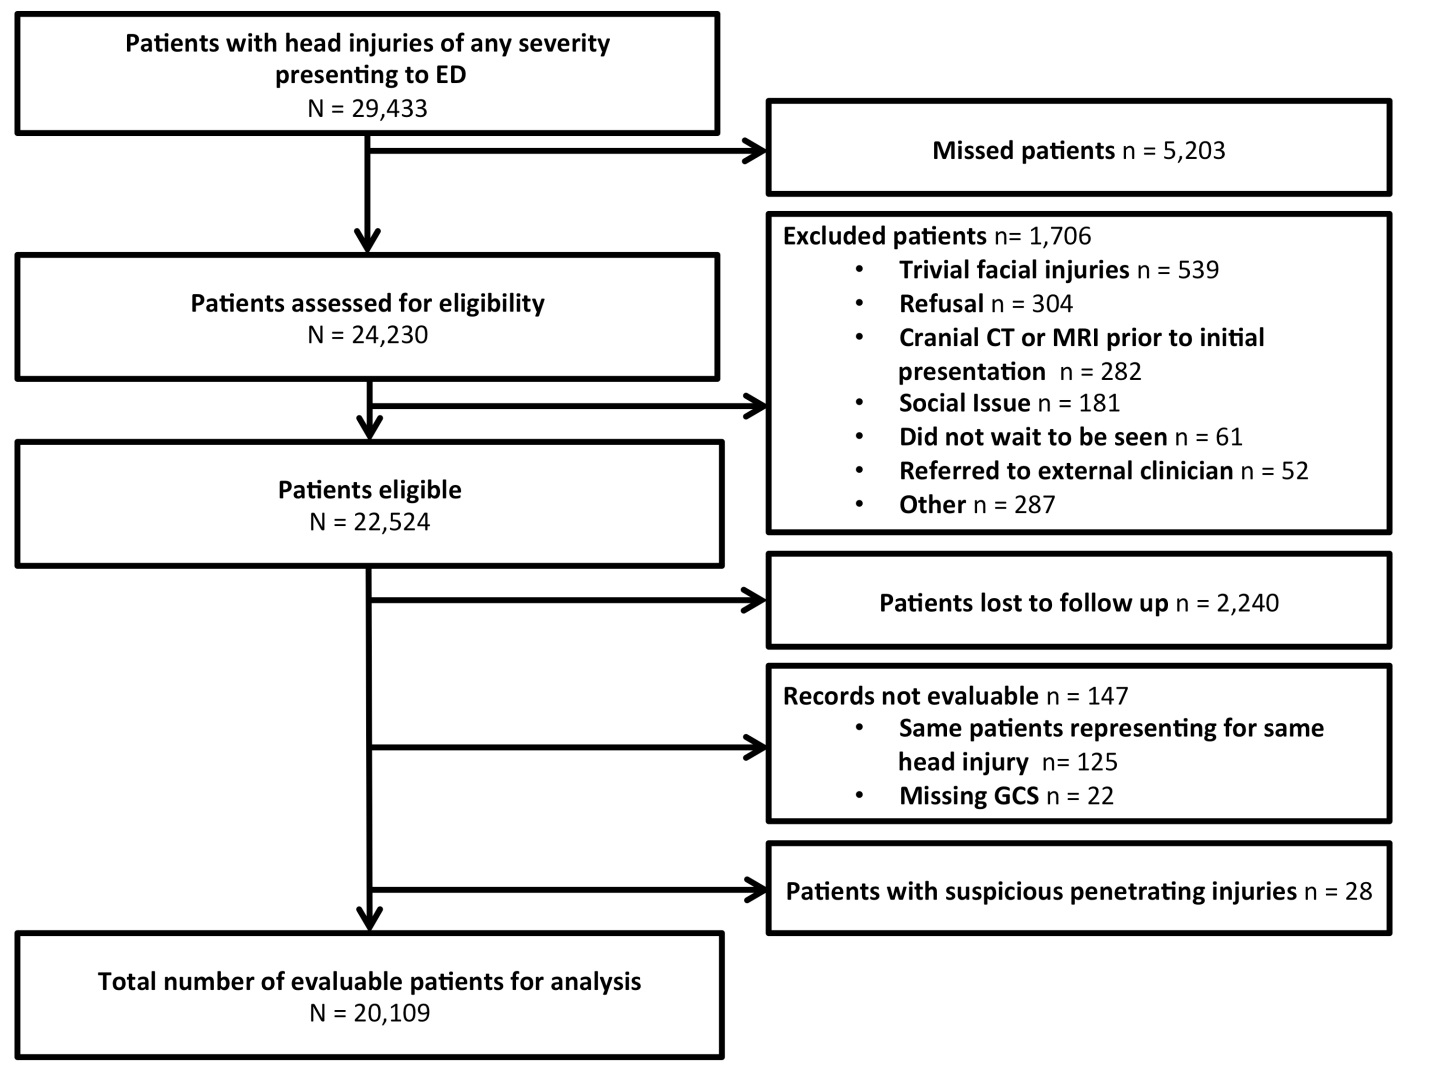 Patients with head injuries of any severity
presenting to ED
N = 29,433
Missed patients n = 5,203
Patients assessed for eligibility
N = 24,230
Excluded patients n= 1,706
• Trivial facial injuries n = 539
• Refusal n = 304
• Cranial CT or MRI prior to initial
presentation n = 282
• Social Issue n = 181
• Did not wait to be seen n = 61
• Referred to external clinician n = 52
• Other n = 287
Patients eligible
N = 22,524
Patients lost to follow up n = 2,240
Records not evaluable n = 147
• Same patients representing for same
head injury n= 125
• Missing GCS n = 22
Patients with suspicious penetrating injuries n = 28
Total number of evaluable patients for analysis
N = 20,109